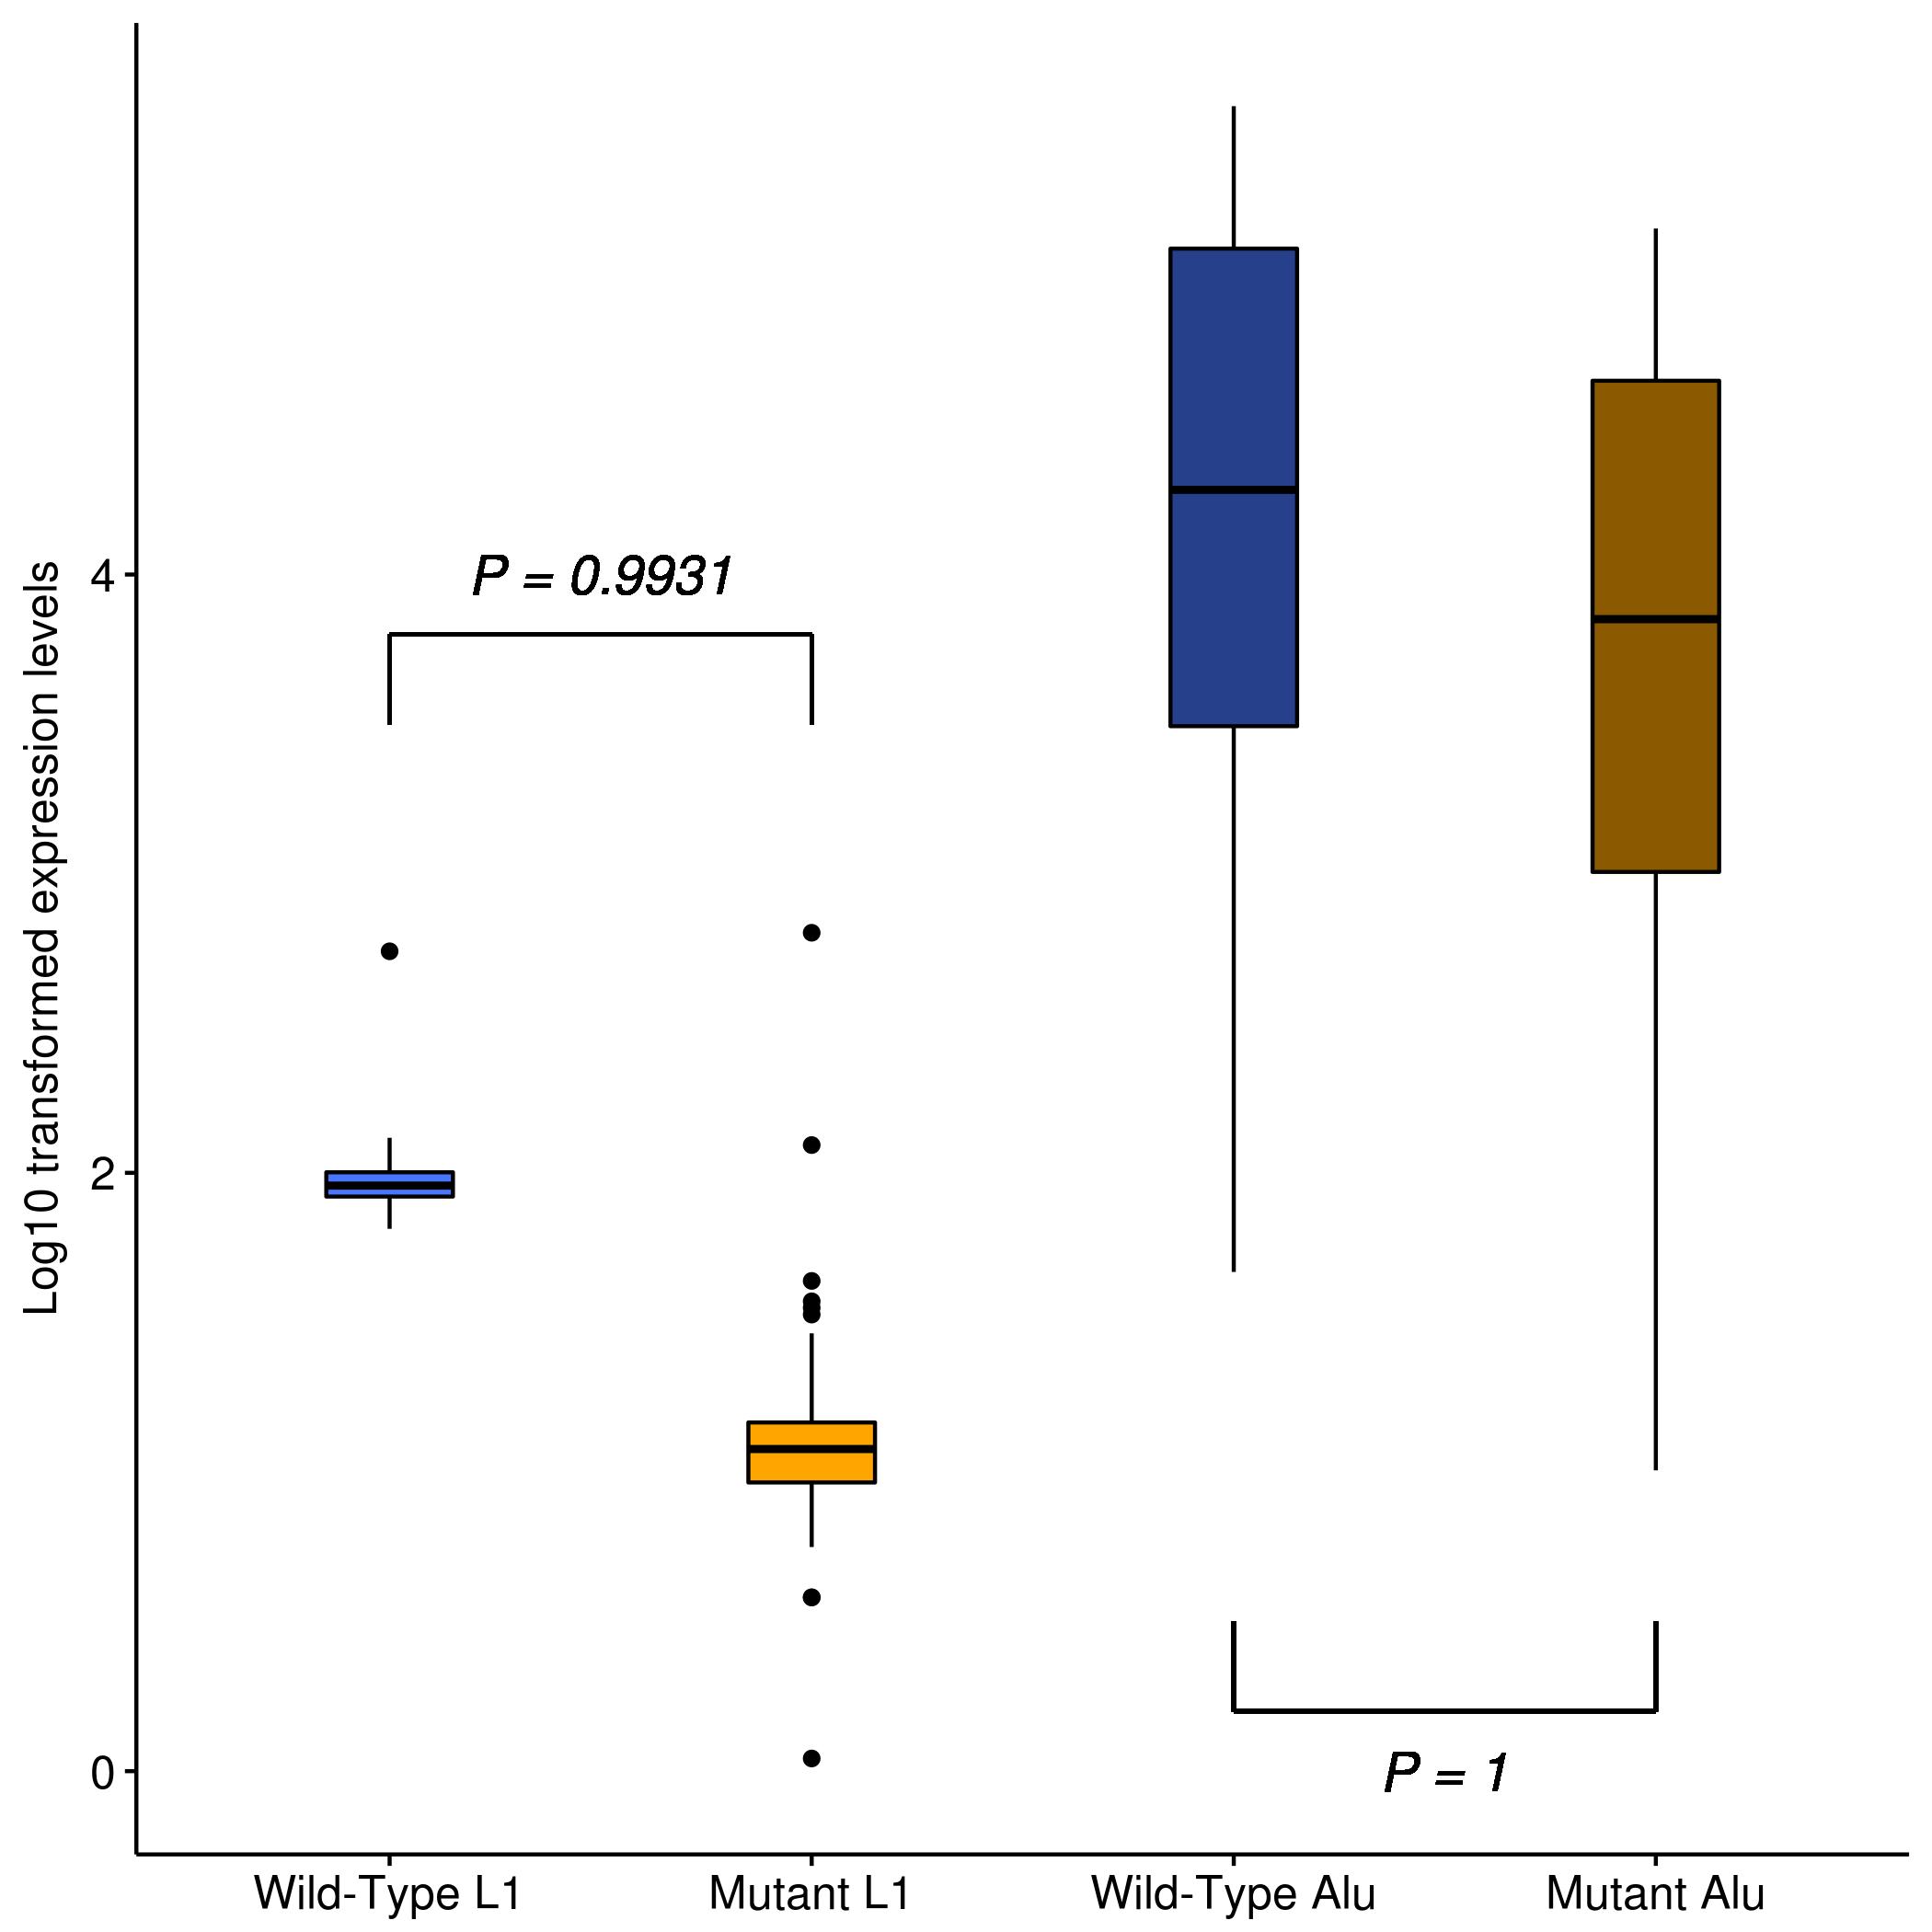 Log10 transformed expression levels
4
2
0
P = 0.9931
P = 1
Wild-Type L1
Mutant L1
Wild-Type Alu
Mutant Alu